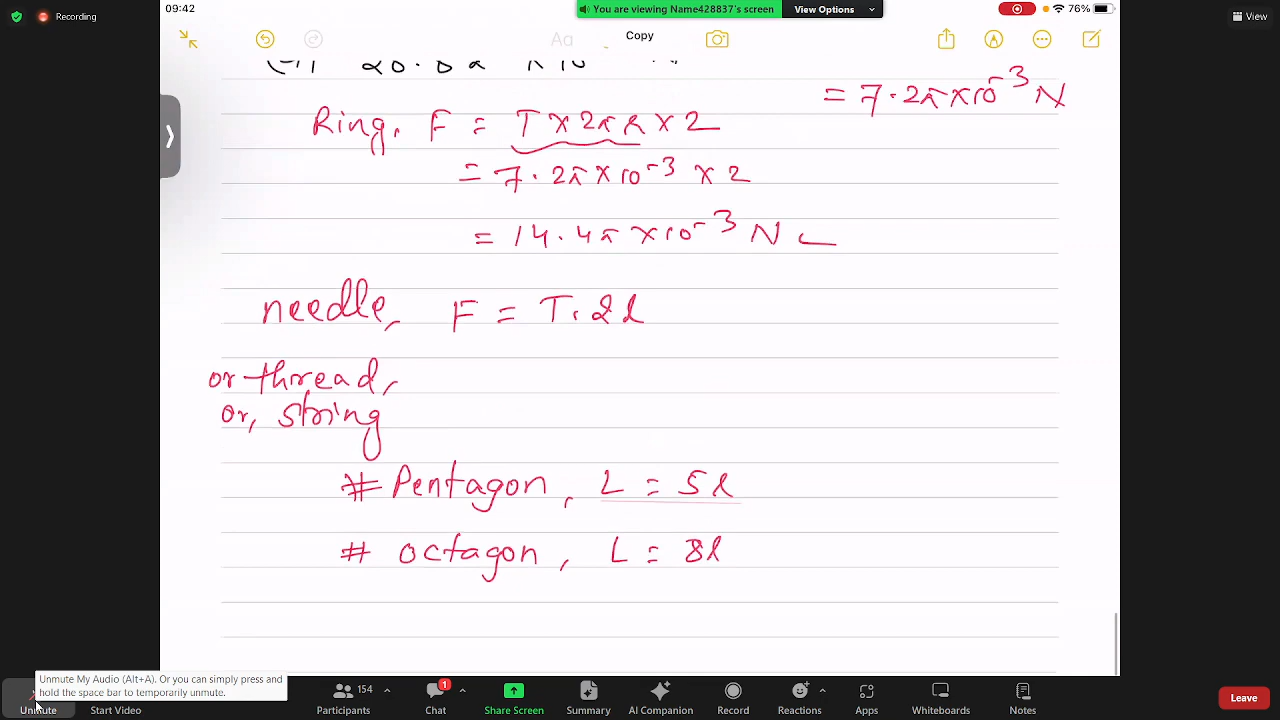 09:42
You are viewing Name428837's screen
View Options
76%
Recording
View
Aa
Copy
= 7.2π×10⁻³ N
Ring, F = T×2πR×2
= 7.2π×10⁻³ ×2
= 14.4π×10⁻³ N
needle, F = T.2l
or thread,
or, string
# Pentagon, L = 5l
# octagon, L = 8l
Unmute My Audio (Alt+A). Or you can simply press and
hold the space bar to temporarily unmute.
Unmute
Start Video
Participants
154
Chat
1
Share Screen
Summary
AI Companion
Record
Reactions
Apps
Whiteboards
Notes
Leave